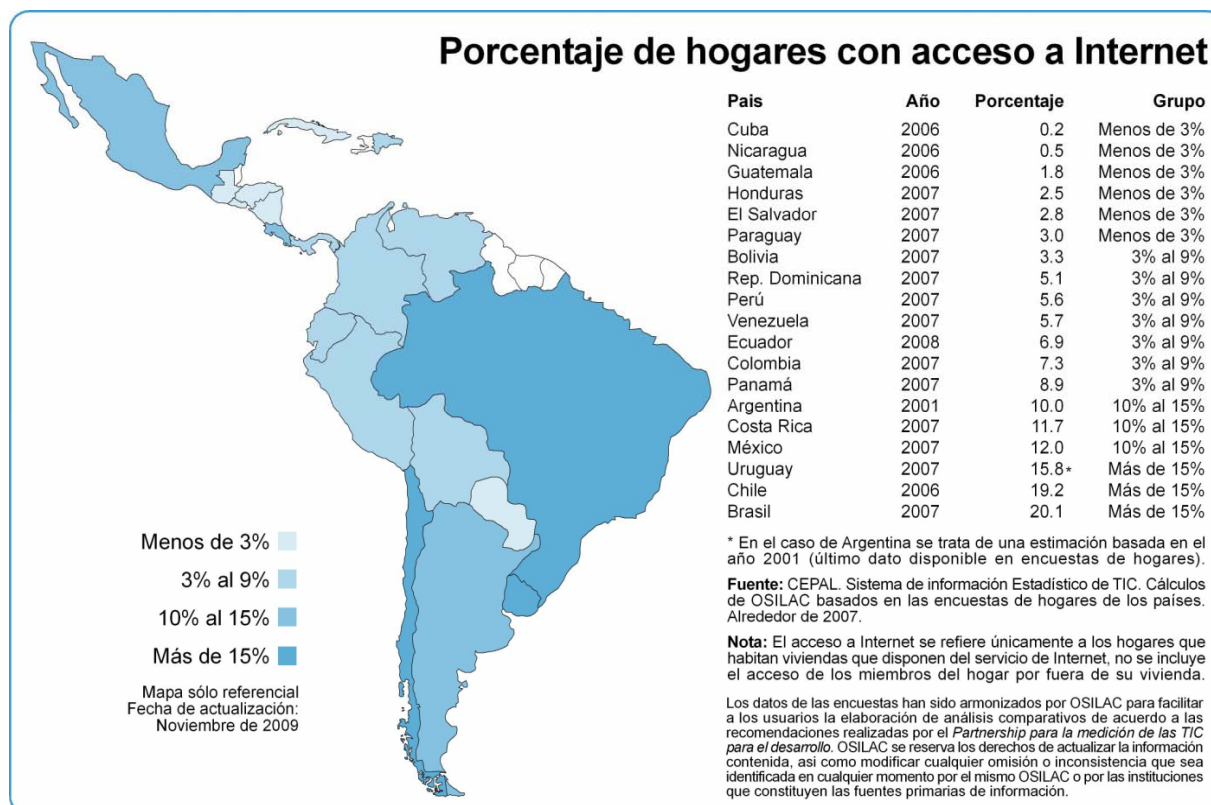 Porcentaje de hogares con acceso a Internet
Pais Año Porcentaje Grupo
Cuba 2006 0.2 Menos de 3%
Nicaragua 2006 0.5 Menos de 3%
Guatemala 2006 1.8 Menos de 3%
Honduras 2007 2.5 Menos de 3%
El Salvador 2007 2.8 Menos de 3%
Paraguay 2007 3.0 Menos de 3%
Bolivia 2007 3.3 3% al 9%
Rep. Dominicana 2007 5.1 3% al 9%
Perú 2007 5.6 3% al 9%
Venezuela 2007 5.7 3% al 9%
Ecuador 2008 6.9 3% al 9%
Colombia 2007 7.3 3% al 9%
Panamá 2007 8.9 3% al 9%
Argentina 2001 10.0 10% al 15%
Costa Rica 2007 11.7 10% al 15%
México 2007 12.0 10% al 15%
Uruguay 2007 15.8* Más de 15%
Chile 2006 19.2 Más de 15%
Brasil 2007 20.1 Más de 15%
* En el caso de Argentina se trata de una estimación basada en el
año 2001 (último dato disponible en encuestas de hogares).
Fuente: CEPAL. Sistema de información Estadístico de TIC. Cálculos
de OSILAC basados en las encuestas de hogares de los países.
Alrededor de 2007.
Nota: El acceso a Internet se refiere únicamente a los hogares que
habitan viviendas que disponen del servicio de Internet, no se incluye
el acceso de los miembros del hogar por fuera de su vivienda.
Los datos de las encuestas han sido armonizados por OSILAC para facilitar
a los usuarios la elaboración de análisis comparativos de acuerdo a las
recomendaciones realizadas por el Partnership para la medición de las TIC
para el desarrollo. OSILAC se reserva los derechos de actualizar la información
contenida, asi como modificar cualquier omisión o inconsistencia que sea
identificada en cualquier momento por el mismo OSILAC o por las instituciones
que constituyen las fuentes primarias de información.
Menos de 3%
3% al 9%
10% al 15%
Más de 15%
Mapa sólo referencial
Fecha de actualización:
Noviembre de 2009